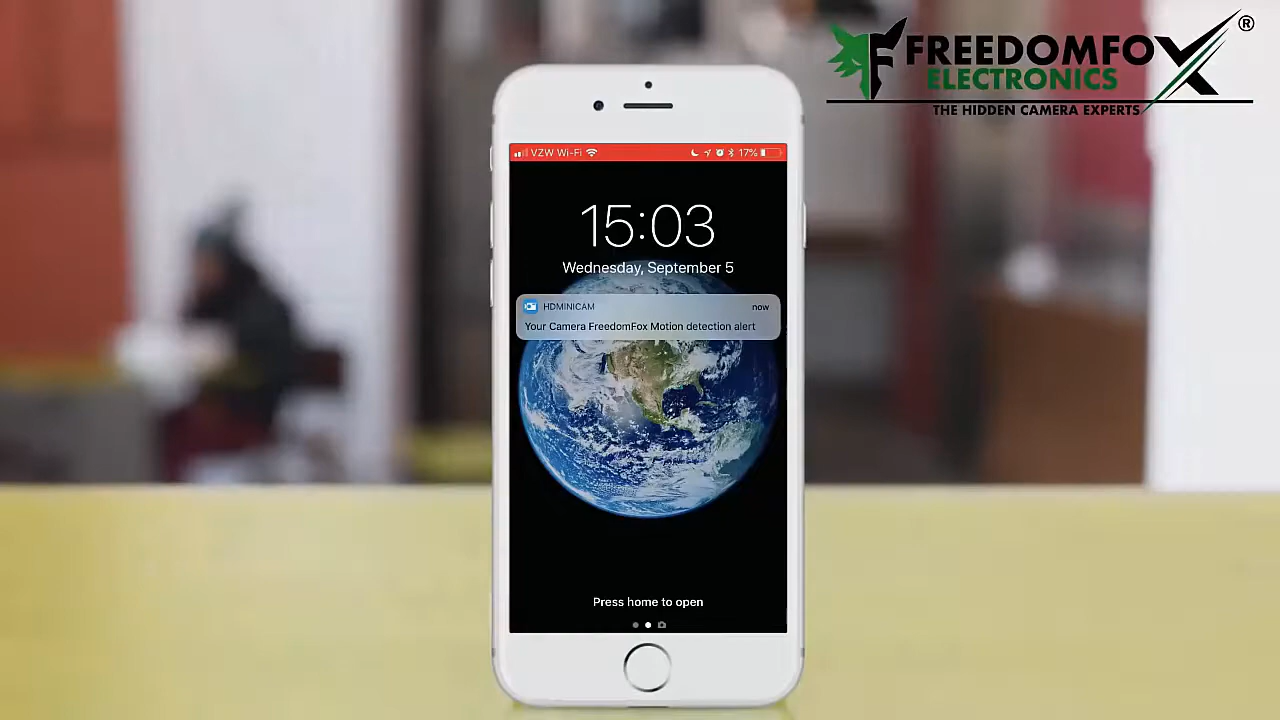 FREEDOMFOX
ELECTRONICS
®
THE HIDDEN CAMERA EXPERTS
VZW Wi-Fi
17%
15:03
Wednesday, September 5
HDMINICAM
now
Your Camera FreedomFox Motion detection alert
Press home to open